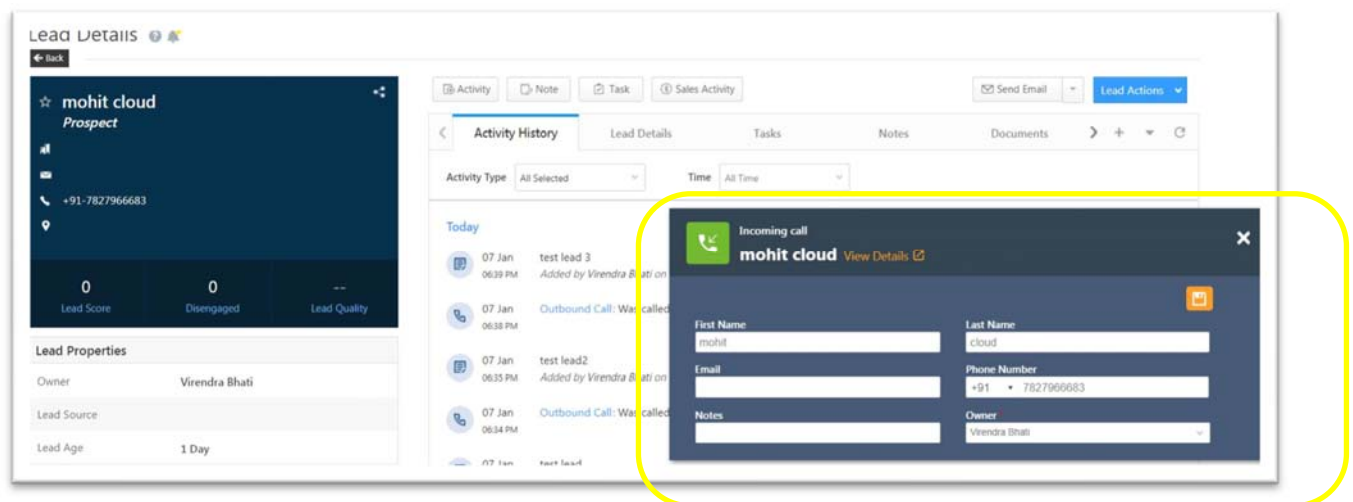 Lead Details
Back
mohit cloud
Prospect
+91-7827966683
0
Lead Score
0
Disengaged
--
Lead Quality
Lead Properties
Owner Virendra Bhati
Lead Source
Lead Age 1 Day
Activity Note Task Sales Activity Send Email Lead Actions
Activity History Lead Details Tasks Notes Documents
Activity Type All Selected Time All Time
Today
07 Jan test lead 3
06:39 PM Added by Virendra Bhati on
07 Jan Outbound Call: Was called
06:38 PM
07 Jan test lead2
06:35 PM Added by Virendra Bhati on
07 Jan Outbound Call: Was called
06:34 PM
07 Jan test lead
Incoming call
mohit cloud View Details
First Name Last Name
mohit cloud
Email Phone Number
+91 7827966683
Notes Owner
Virendra Bhati